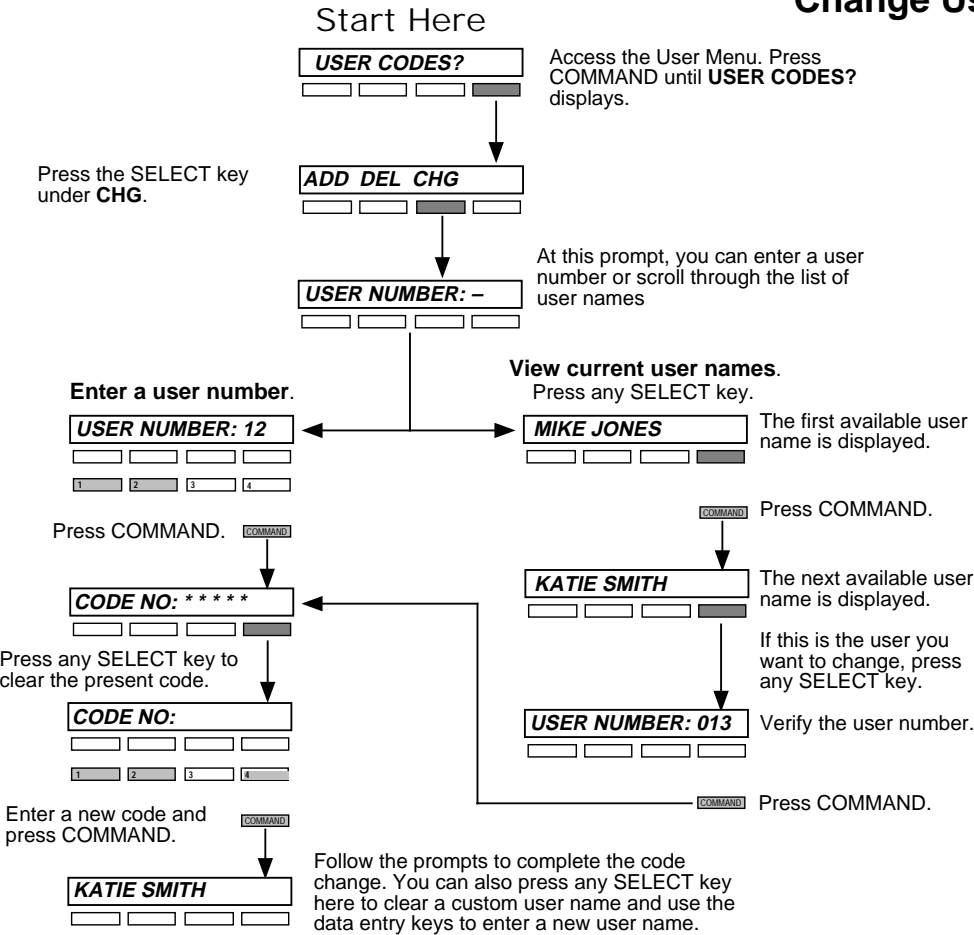 Change Us
Start Here
USER CODES?
Access the User Menu. Press
COMMAND until USER CODES?
displays.
Press the SELECT key
under CHG.
ADD DEL CHG
At this prompt, you can enter a user
number or scroll through the list of
user names
USER NUMBER: –
Enter a user number.
USER NUMBER: 12
1 2 3 4
Press COMMAND. COMMAND
CODE NO: * * * * *
Press any SELECT key to
clear the present code.
CODE NO:
1 2 3 4
Enter a new code and
press COMMAND.
COMMAND
KATIE SMITH
Follow the prompts to complete the code
change. You can also press any SELECT key
here to clear a custom user name and use the
data entry keys to enter a new user name.
View current user names.
Press any SELECT key.
MIKE JONES
The first available user
name is displayed.
COMMAND Press COMMAND.
KATIE SMITH
The next available user
name is displayed.
If this is the user you
want to change, press
any SELECT key.
USER NUMBER: 013 Verify the user number.
COMMAND Press COMMAND.